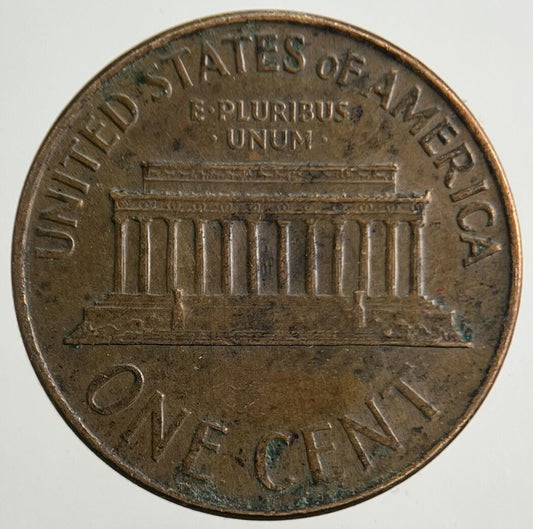 UNITED STATES OF AMERICA
E·PLURIBUS
·UNUM·
ONE CENT